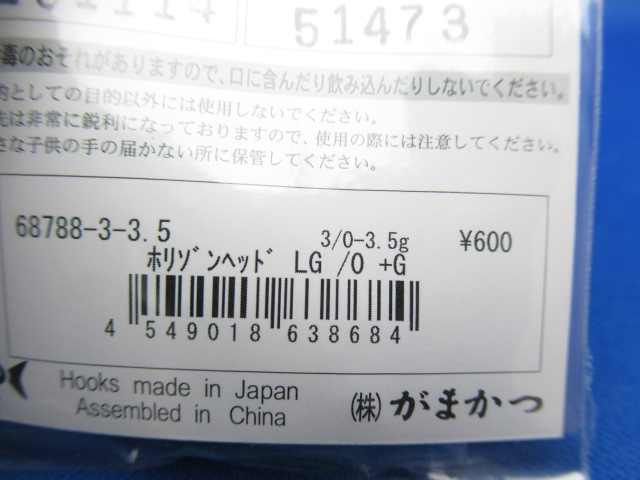 51473
毒のおそれがありますので、口に含んだり飲み込んだりしないでください。
としての目的以外には使用しないでください。
先は非常に鋭利になっておりますので、使用の際には注意してください。
さな子供の手の届かない所に保管してください。
68788-3-3.5 3/0-3.5g ¥600
ﾎﾘｿﾞﾝﾍｯﾄﾞ LG /0 +G
4 549018 638684
Hooks made in Japan
Assembled in China
(株) がまかつ